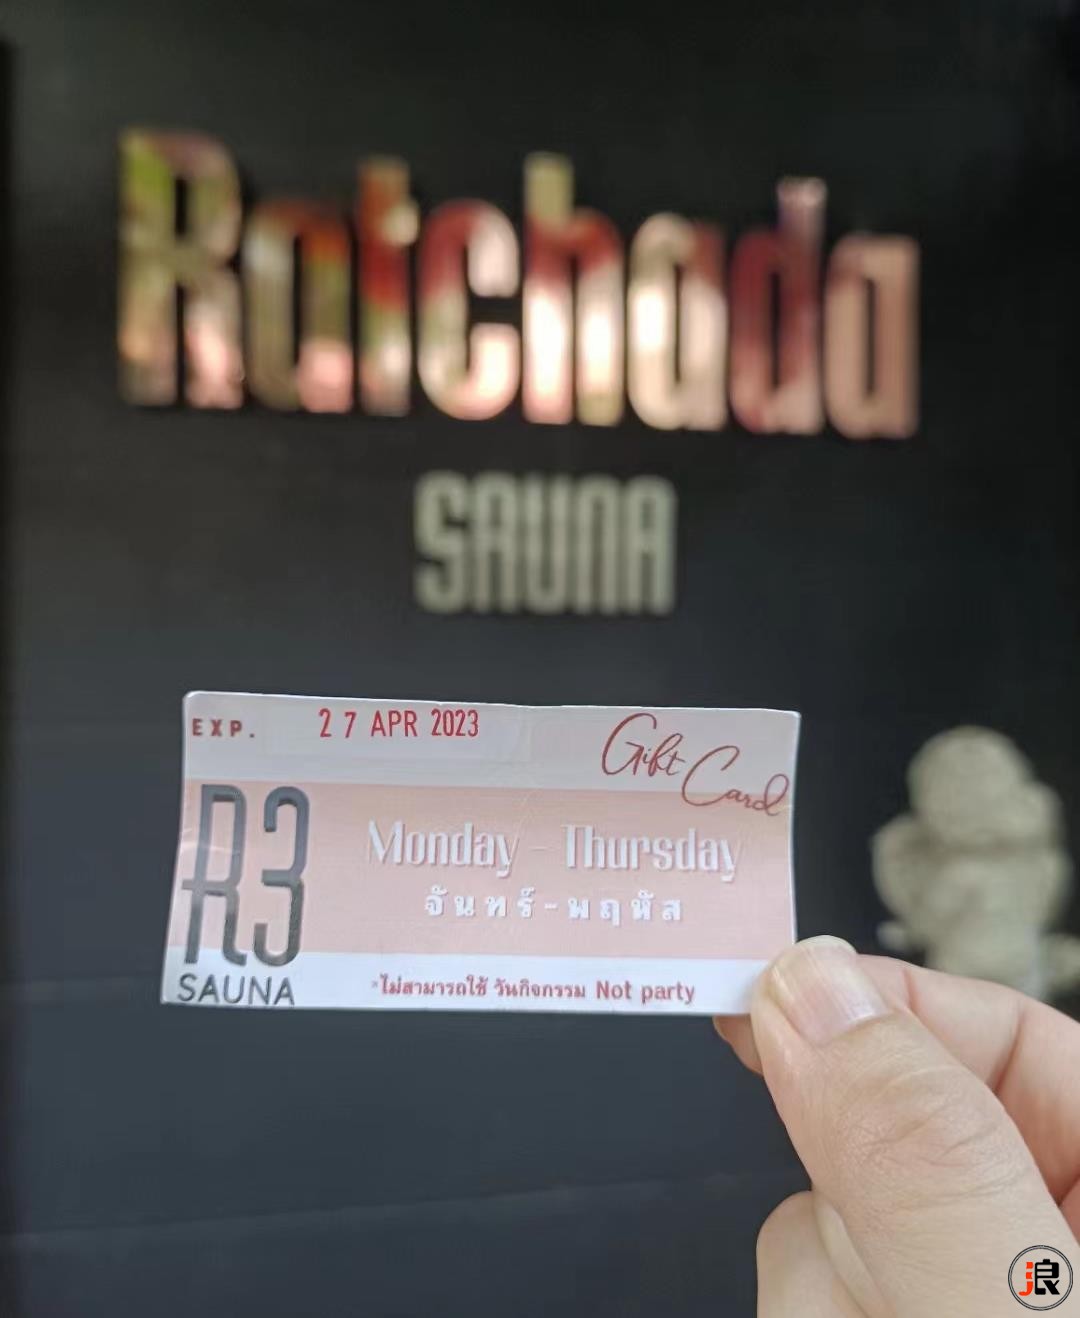 Ratchada
SAUNA
EXP. 27 APR 2023
Gift Card
R3
SAUNA
Monday - Thursday
จันทร์ - พฤหัส
*ไม่สามารถใช้ วันกิจกรรม Not party
浪